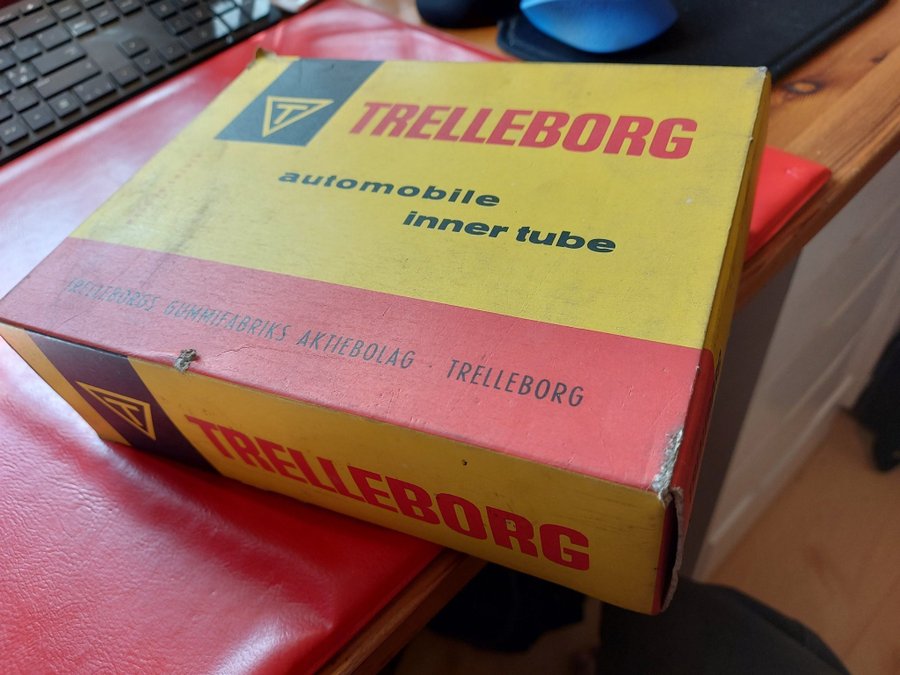 T
TRELLEBORG
automobile
inner tube
TRELLEBORGS GUMMIFABRIKS AKTIEBOLAG · TRELLEBORG
T
TRELLEBORG